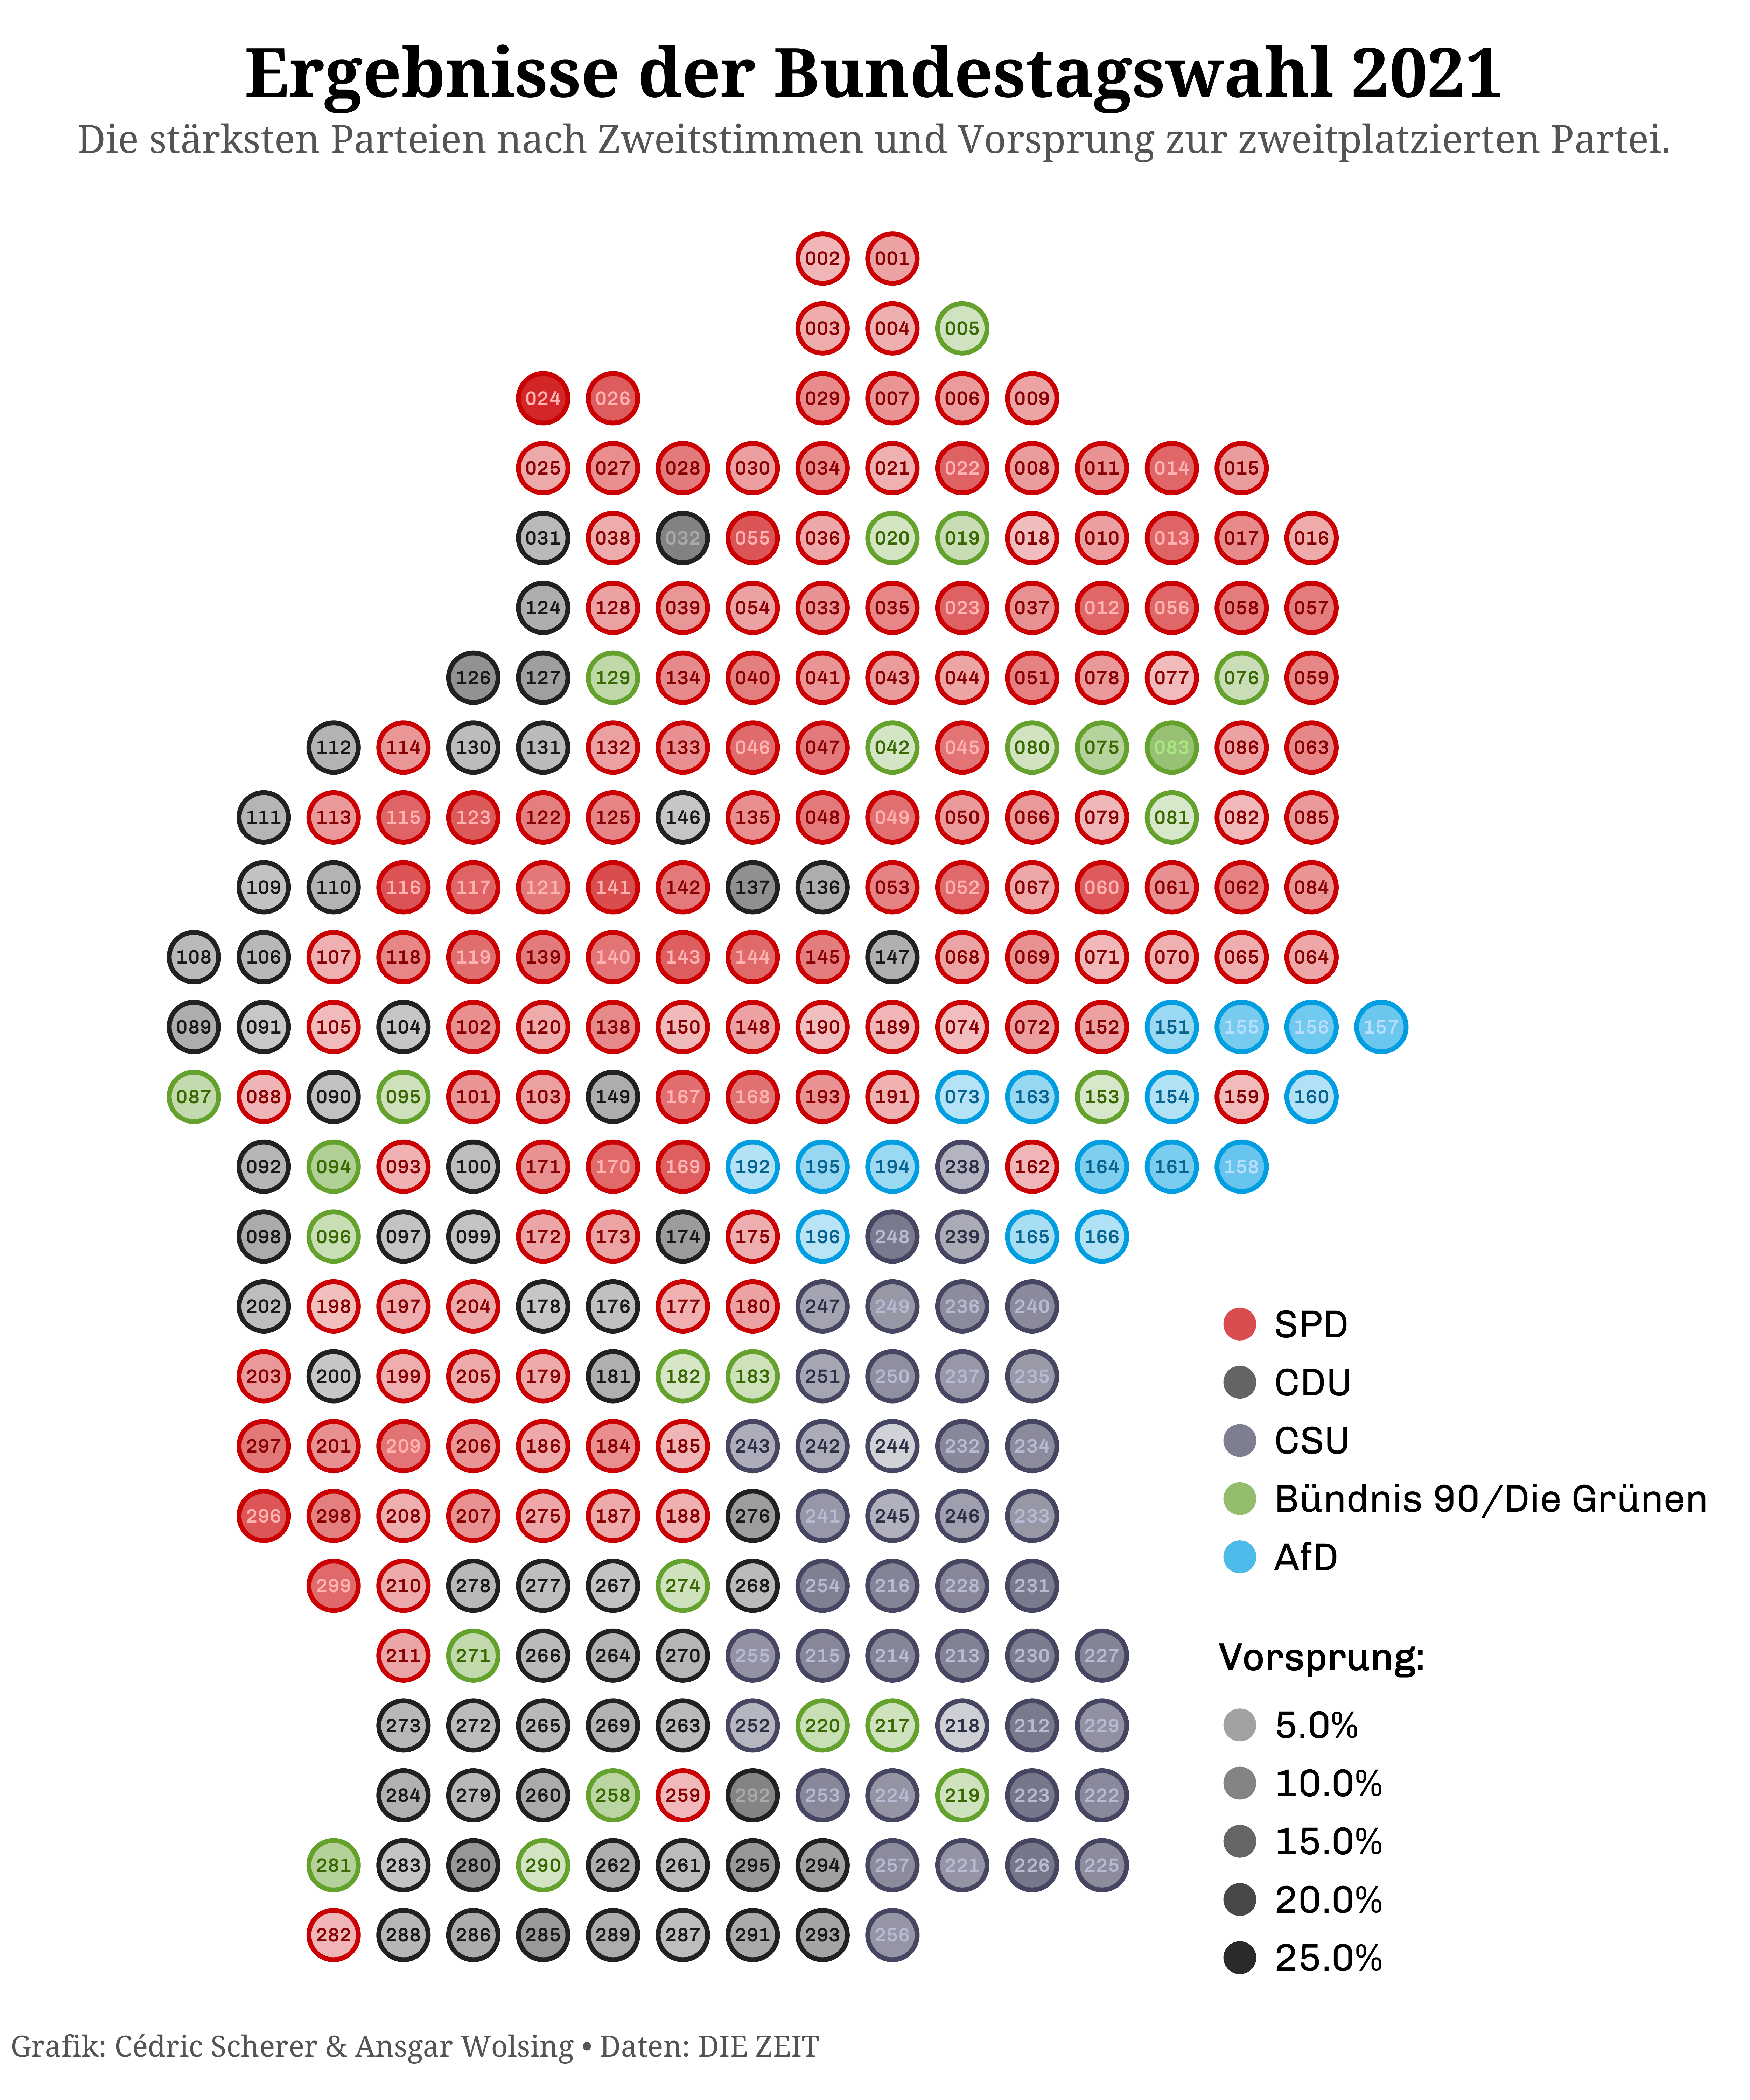 Ergebnisse der Bundestagswahl 2021
Die stärksten Parteien nach Zweitstimmen und Vorsprung zur zweitplatzierten Partei.
002 001
003 004 005
024 026 029 007 006 009
025 027 028 030 034 021 022 008 011 014 015
031 038 032 055 036 020 019 018 010 013 017 016
124 128 039 054 033 035 023 037 012 056 058 057
126 127 129 134 040 041 043 044 051 078 077 076 059
112 114 130 131 132 133 046 047 042 045 080 075 083 086 063
111 113 115 123 122 125 146 135 048 049 050 066 079 081 082 085
109 110 116 117 121 141 142 137 136 053 052 067 060 061 062 084
108 106 107 118 119 139 140 143 144 145 147 068 069 071 070 065 064
089 091 105 104 102 120 138 150 148 190 189 074 072 152 151 155 156 157
087 088 090 095 101 103 149 167 168 193 191 073 163 153 154 159 160
092 094 093 100 171 170 169 192 195 194 238 162 164 161 158
098 096 097 099 172 173 174 175 196 248 239 165 166
202 198 197 204 178 176 177 180 247 249 236 240
203 200 199 205 179 181 182 183 251 250 237 235
297 201 209 206 186 184 185 243 242 244 232 234
296 298 208 207 275 187 188 276 241 245 246 233
299 210 278 277 267 274 268 254 216 228 231
211 271 266 264 270 255 215 214 213 230 227
273 272 265 269 263 252 220 217 218 212 229
284 279 260 258 259 292 253 224 219 223 222
281 283 280 290 262 261 295 294 257 221 226 225
282 288 286 285 289 287 291 293 256
SPD
CDU
CSU
Bündnis 90/Die Grünen
AfD
Vorsprung:
5.0%
10.0%
15.0%
20.0%
25.0%
Grafik: Cédric Scherer & Ansgar Wolsing • Daten: DIE ZEIT